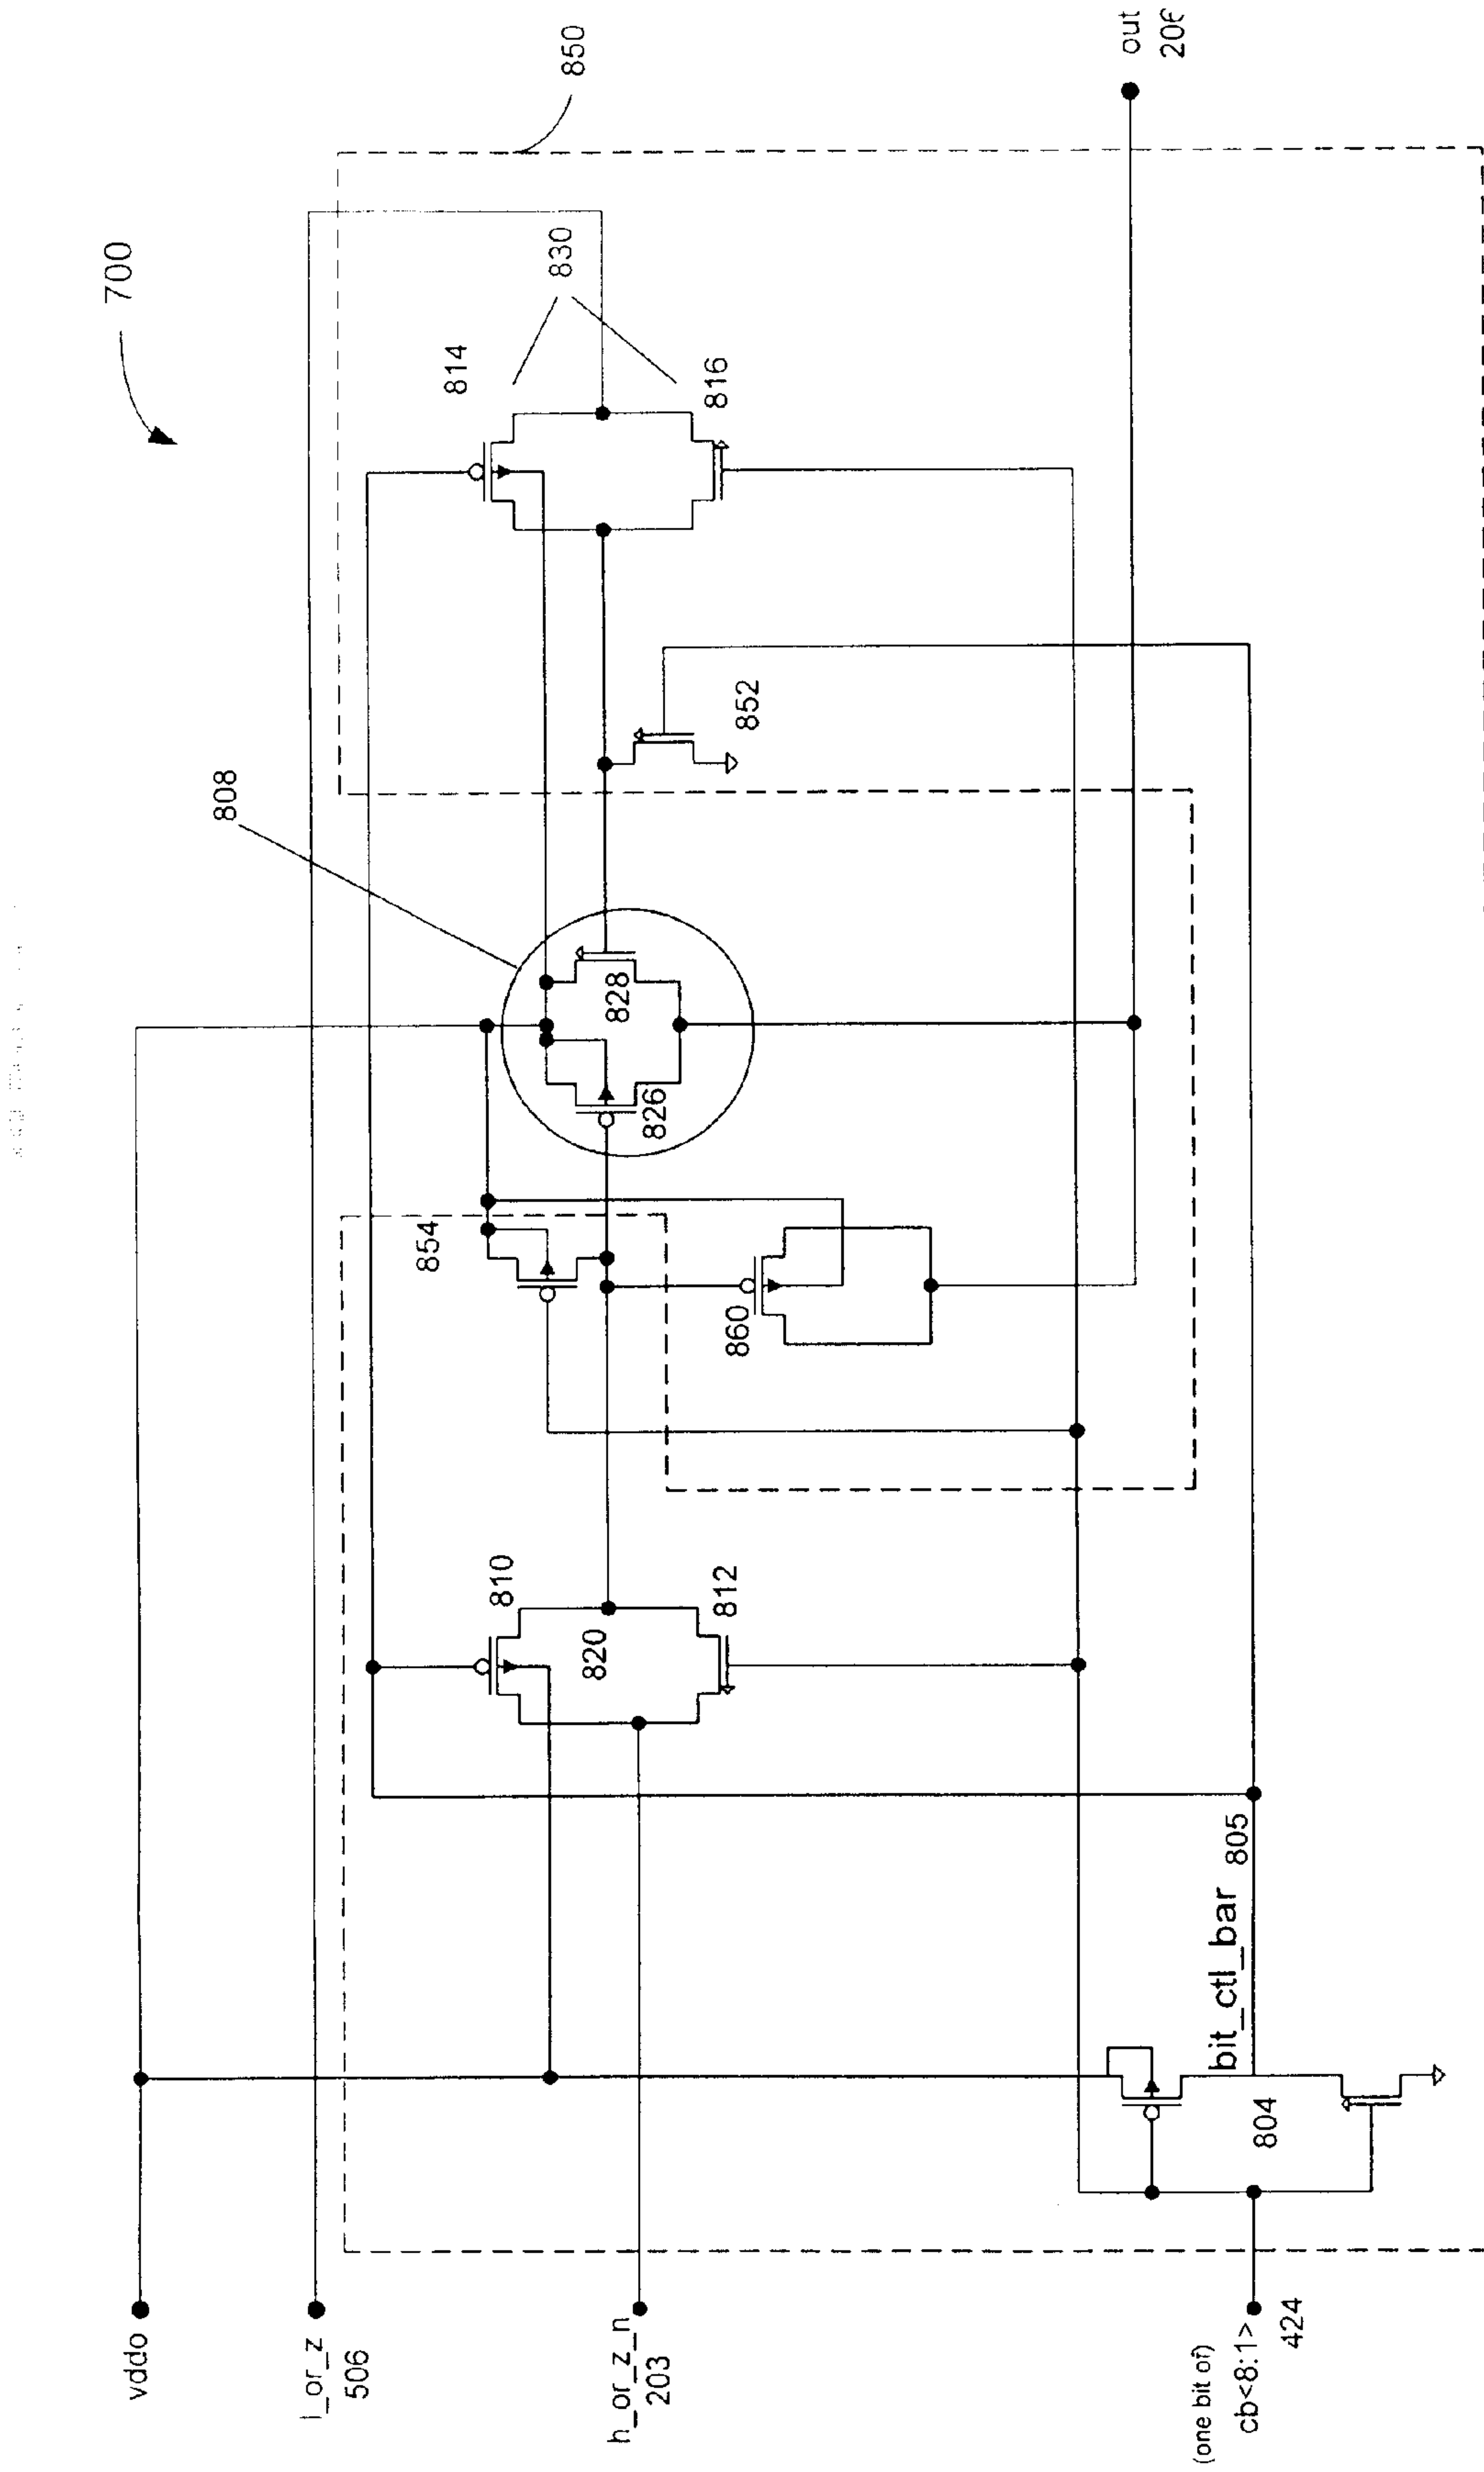 700
vddo
808
l_or_z
506
854
814
810
830
850
820
828
h_or_z_n
203
826
816
812
860
852
out
206
(one bit of)
bit_ctl_bar 805
cb<8:1>
804
424